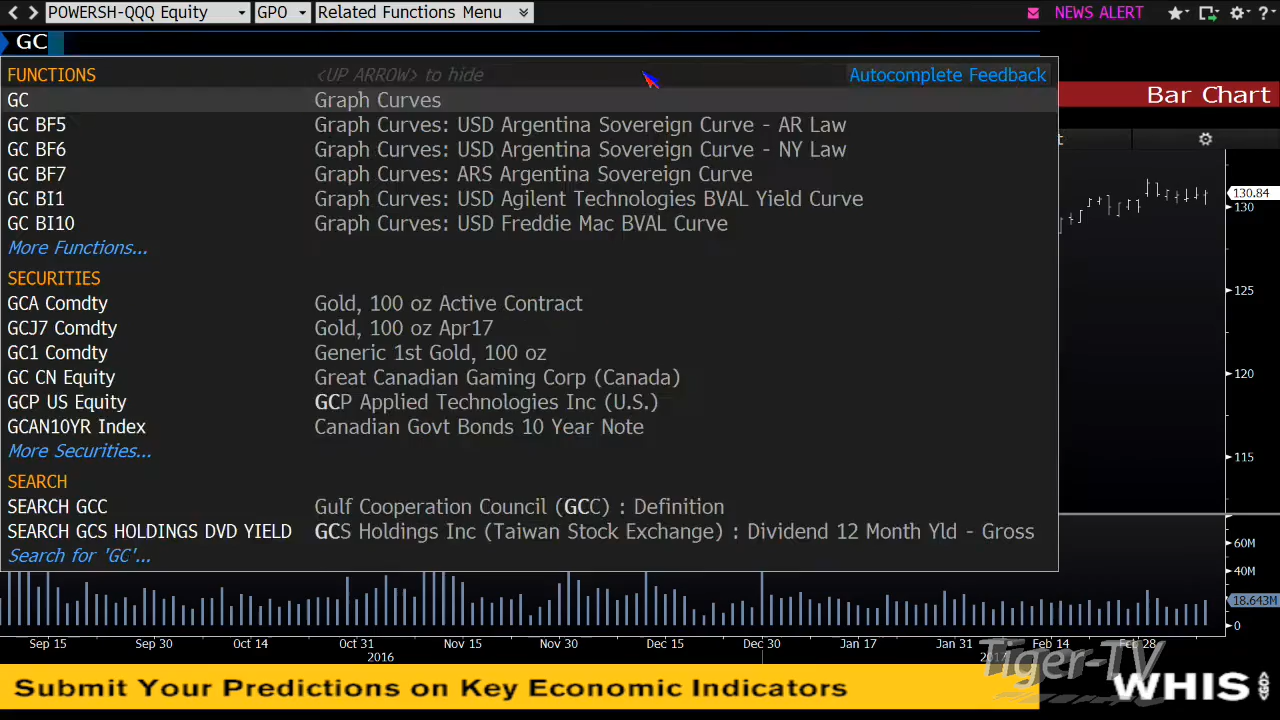 POWERSH-QQQ Equity GPO Related Functions Menu NEWS ALERT ?
GC
FUNCTIONS <UP ARROW> to hide Autocomplete Feedback
GC Graph Curves
Bar Chart
GC BF5 Graph Curves: USD Argentina Sovereign Curve - AR Law
GC BF6 Graph Curves: USD Argentina Sovereign Curve - NY Law
GC BF7 Graph Curves: ARS Argentina Sovereign Curve
GC BI1 Graph Curves: USD Agilent Technologies BVAL Yield Curve
130.84
130
GC BI10 Graph Curves: USD Freddie Mac BVAL Curve
More Functions...
SECURITIES
125
GCA Comdty Gold, 100 oz Active Contract
GCJ7 Comdty Gold, 100 oz Apr17
GC1 Comdty Generic 1st Gold, 100 oz
GC CN Equity Great Canadian Gaming Corp (Canada)
120
GCP US Equity GCP Applied Technologies Inc (U.S.)
GCAN10YR Index Canadian Govt Bonds 10 Year Note
More Securities...
115
SEARCH
SEARCH GCC Gulf Cooperation Council (GCC) : Definition
SEARCH GCS HOLDINGS DVD YIELD GCS Holdings Inc (Taiwan Stock Exchange) : Dividend 12 Month Yld - Gross
60M
Search for 'GC'...
40M
18.643M
0
Sep 15 Sep 30 Oct 14 Oct 31 Nov 15 Nov 30 Dec 15 Dec 30 Jan 17 Jan 31 Feb 14 Feb 28
2016
Tiger-TV
Submit Your Predictions on Key Economic Indicators
WHIS